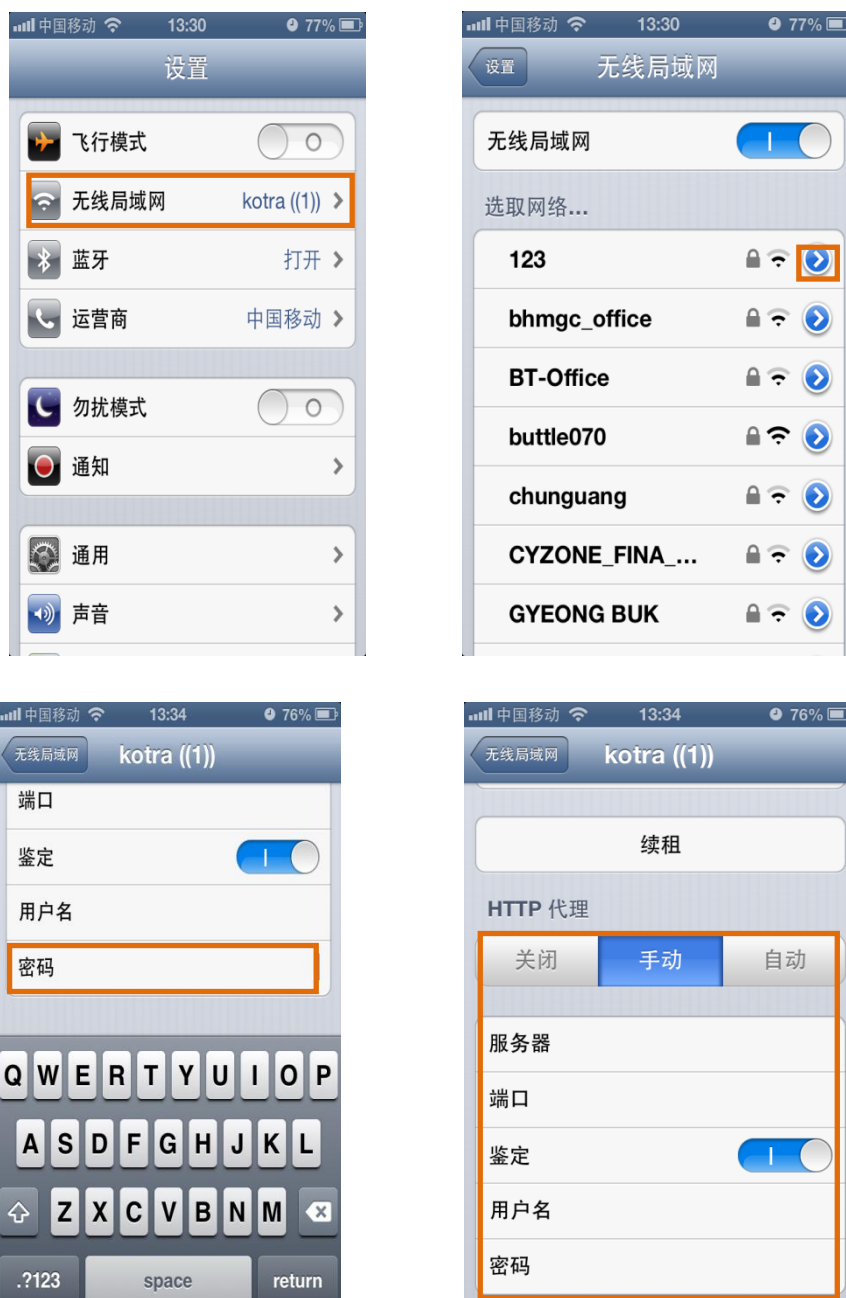 中国移动 13:30 77%
设置
飞行模式
无线局域网 kotra ((1))
蓝牙 打开
运营商 中国移动
勿扰模式
通知
通用
声音
中国移动 13:30 77%
设置 无线局域网
无线局域网
选取网络...
123
bhmgc_office
BT-Office
buttle070
chunguang
CYZONE_FINA_...
GYEONG BUK
中国移动 13:34 76%
无线局域网 kotra ((1))
端口
鉴定
用户名
密码
Q W E R T Y U I O P
A S D F G H J K L
Z X C V B N M
.?123 space return
中国移动 13:34 76%
无线局域网 kotra ((1))
续租
HTTP 代理
关闭 手动 自动
服务器
端口
鉴定
用户名
密码